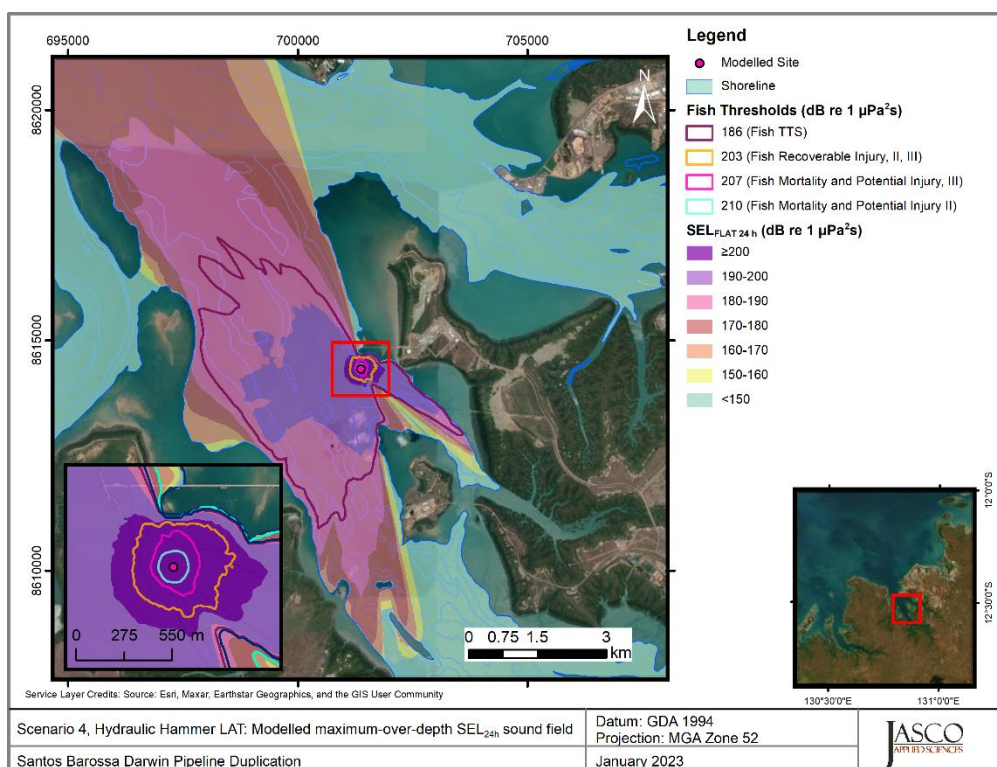 695000
700000
705000
8620000
8615000
8610000
N
0
275
550 m
0 0.75 1.5
3
km
Legend
Modelled Site
Shoreline
Fish Thresholds (dB re 1 µPa²s)
186 (Fish TTS)
203 (Fish Recoverable Injury, II, III)
207 (Fish Mortality and Potential Injury, III)
210 (Fish Mortality and Potential Injury II)
SELFLAT 24 h (dB re 1 µPa²s)
≥200
190-200
180-190
170-180
160-170
150-160
<150
12°0'0"S
12°30'0"S
130°30'0"E
131°0'0"E
Service Layer Credits: Source: Esri, Maxar, Earthstar Geographics, and the GIS User Community
Scenario 4, Hydraulic Hammer LAT: Modelled maximum-over-depth SEL24h sound field
Datum: GDA 1994
Projection: MGA Zone 52
Santos Barossa Darwin Pipeline Duplication
January 2023
JASCO
APPLIED SCIENCES